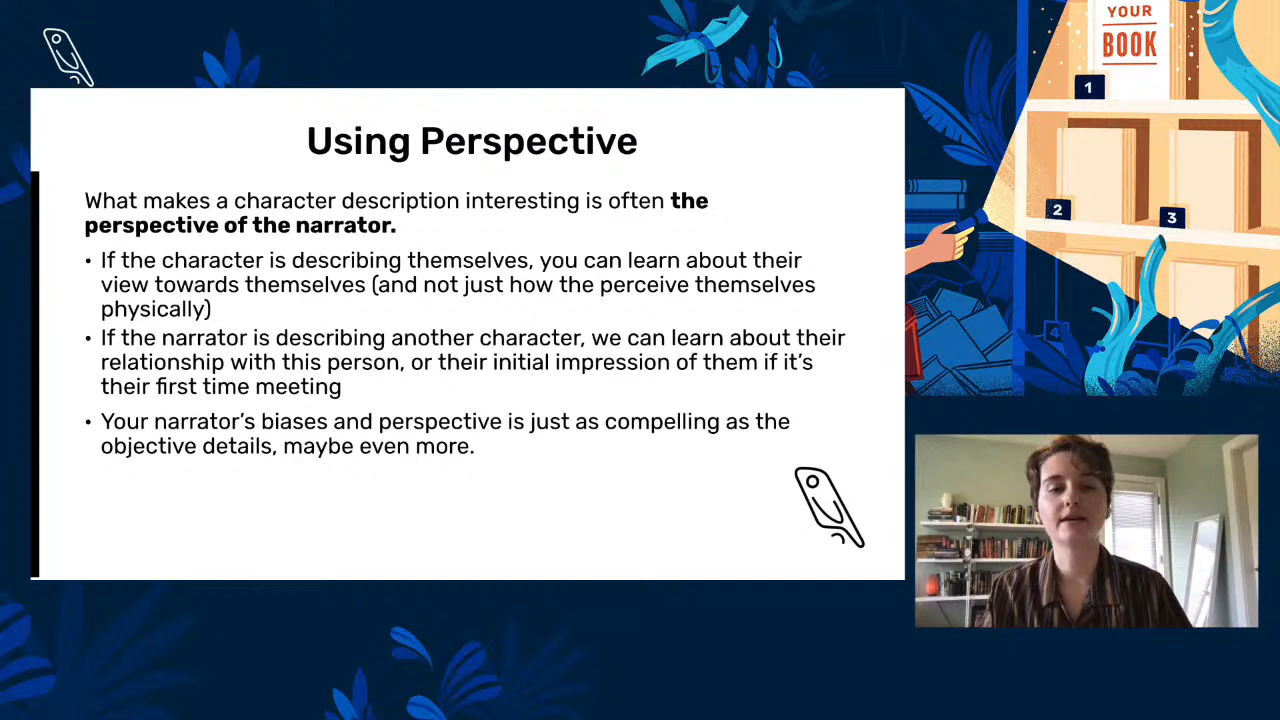 YOUR
BOOK
1
2
3
4
Using Perspective
What makes a character description interesting is often the
perspective of the narrator.
• If the character is describing themselves, you can learn about their
view towards themselves (and not just how the perceive themselves
physically)
• If the narrator is describing another character, we can learn about their
relationship with this person, or their initial impression of them if it's
their first time meeting
• Your narrator's biases and perspective is just as compelling as the
objective details, maybe even more.